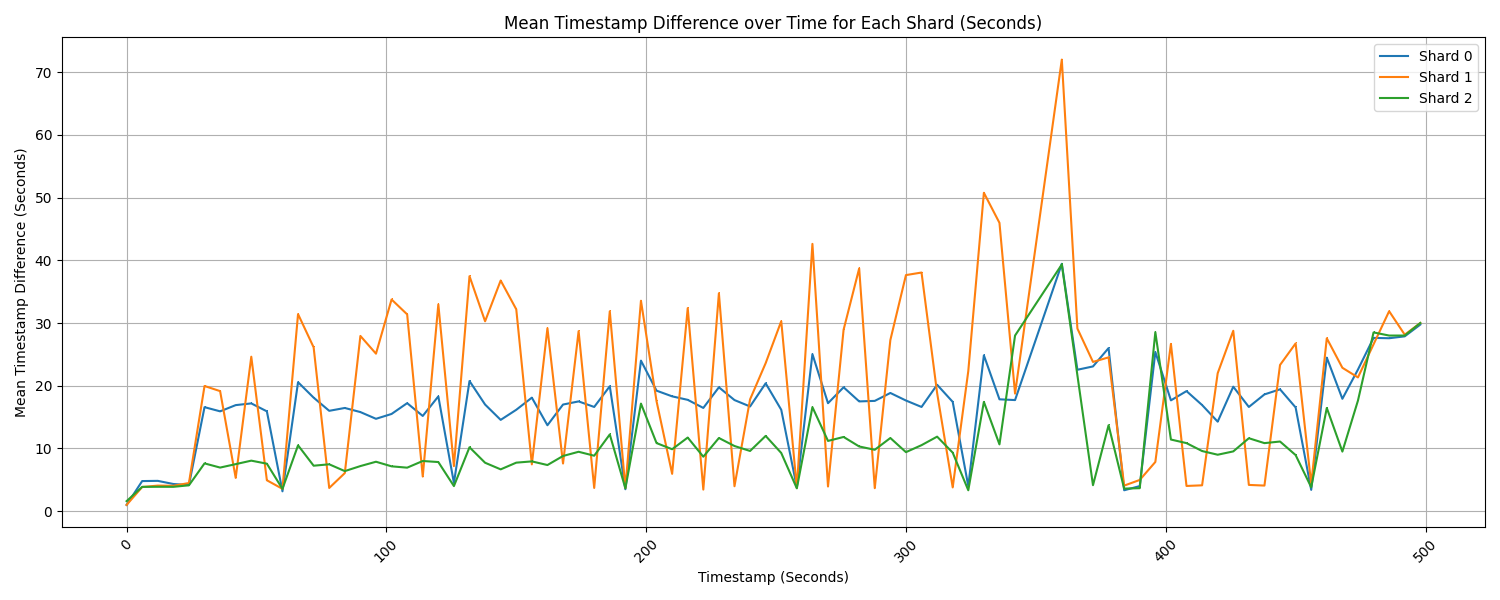 Mean Timestamp Difference over Time for Each Shard (Seconds)
Shard 0
Shard 1
Shard 2
70
60
50
40
30
20
10
0
Mean Timestamp Difference (Seconds)
0
100
200
300
400
500
Timestamp (Seconds)